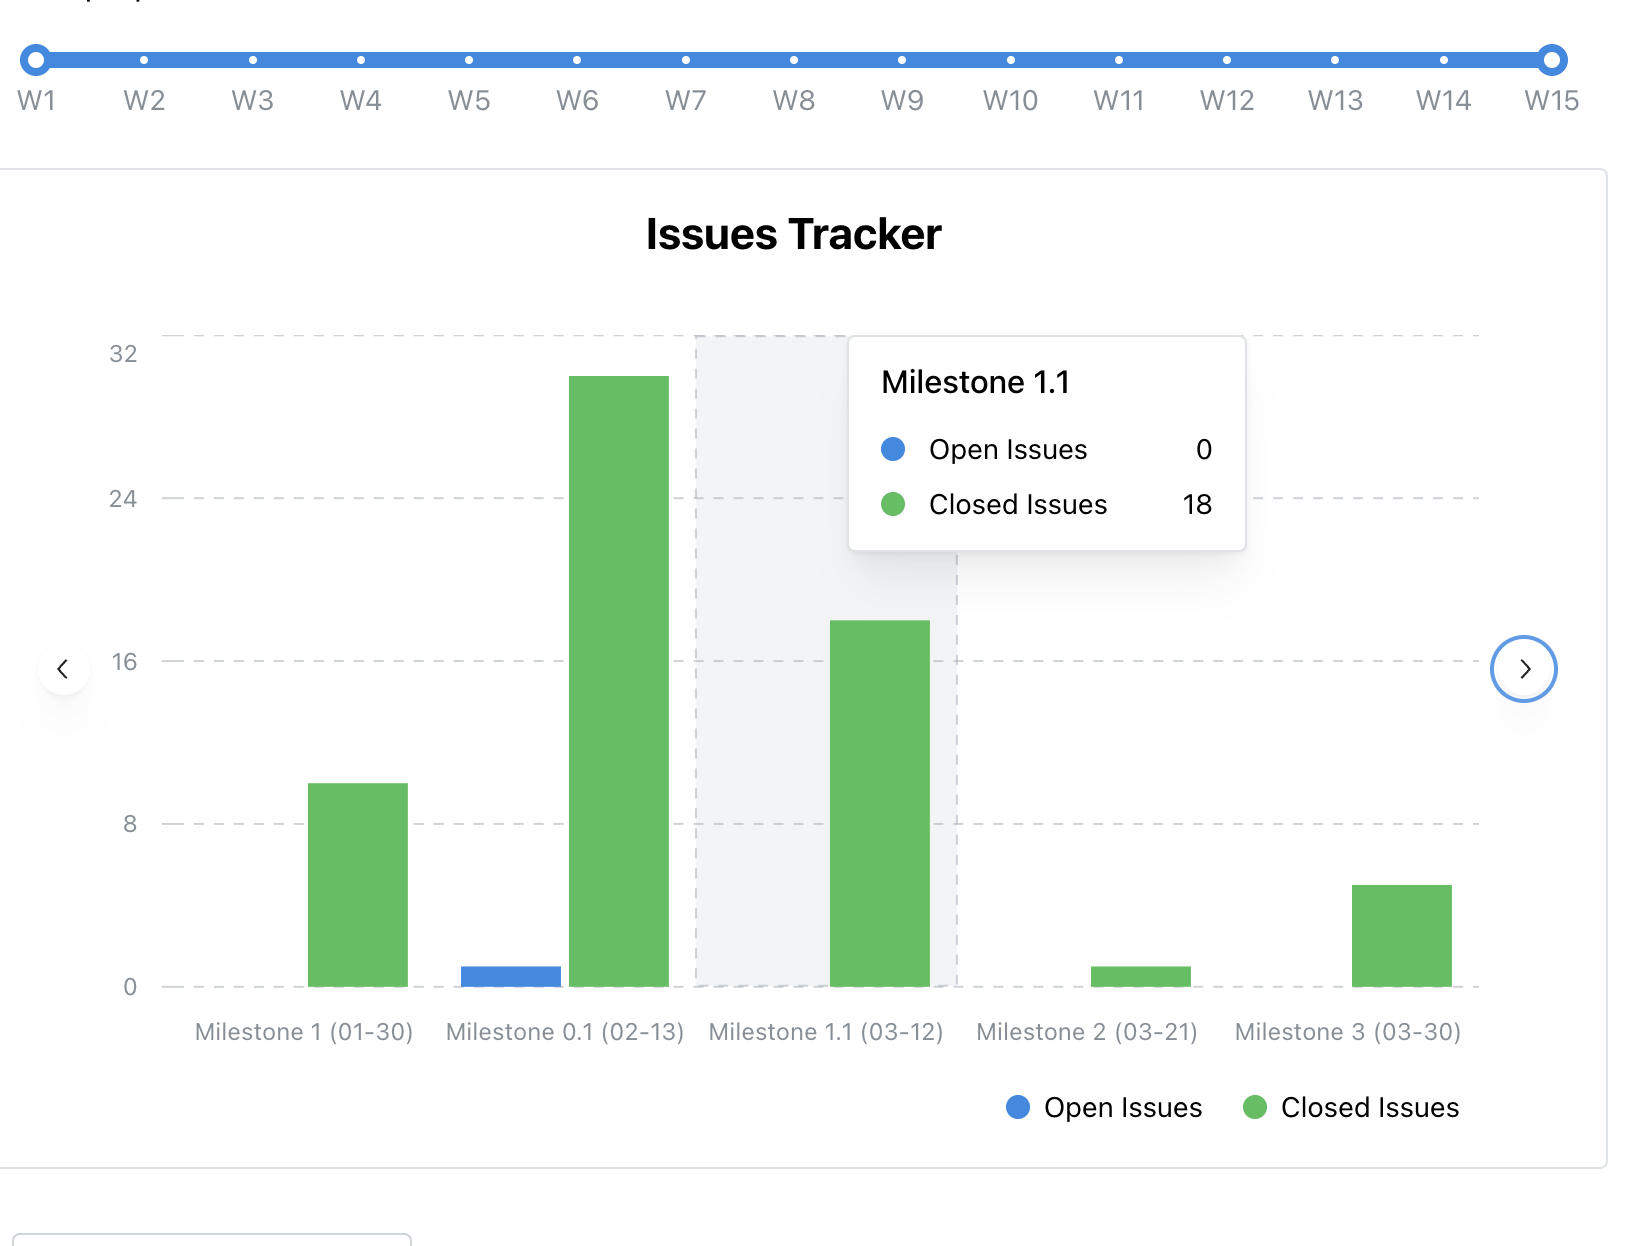 W1 W2 W3 W4 W5 W6 W7 W8 W9 W10 W11 W12 W13 W14 W15
Issues Tracker
32
24
16
8
0
Milestone 1.1
Open Issues 0
Closed Issues 18
Milestone 1 (01-30) Milestone 0.1 (02-13) Milestone 1.1 (03-12) Milestone 2 (03-21) Milestone 3 (03-30)
Open Issues Closed Issues